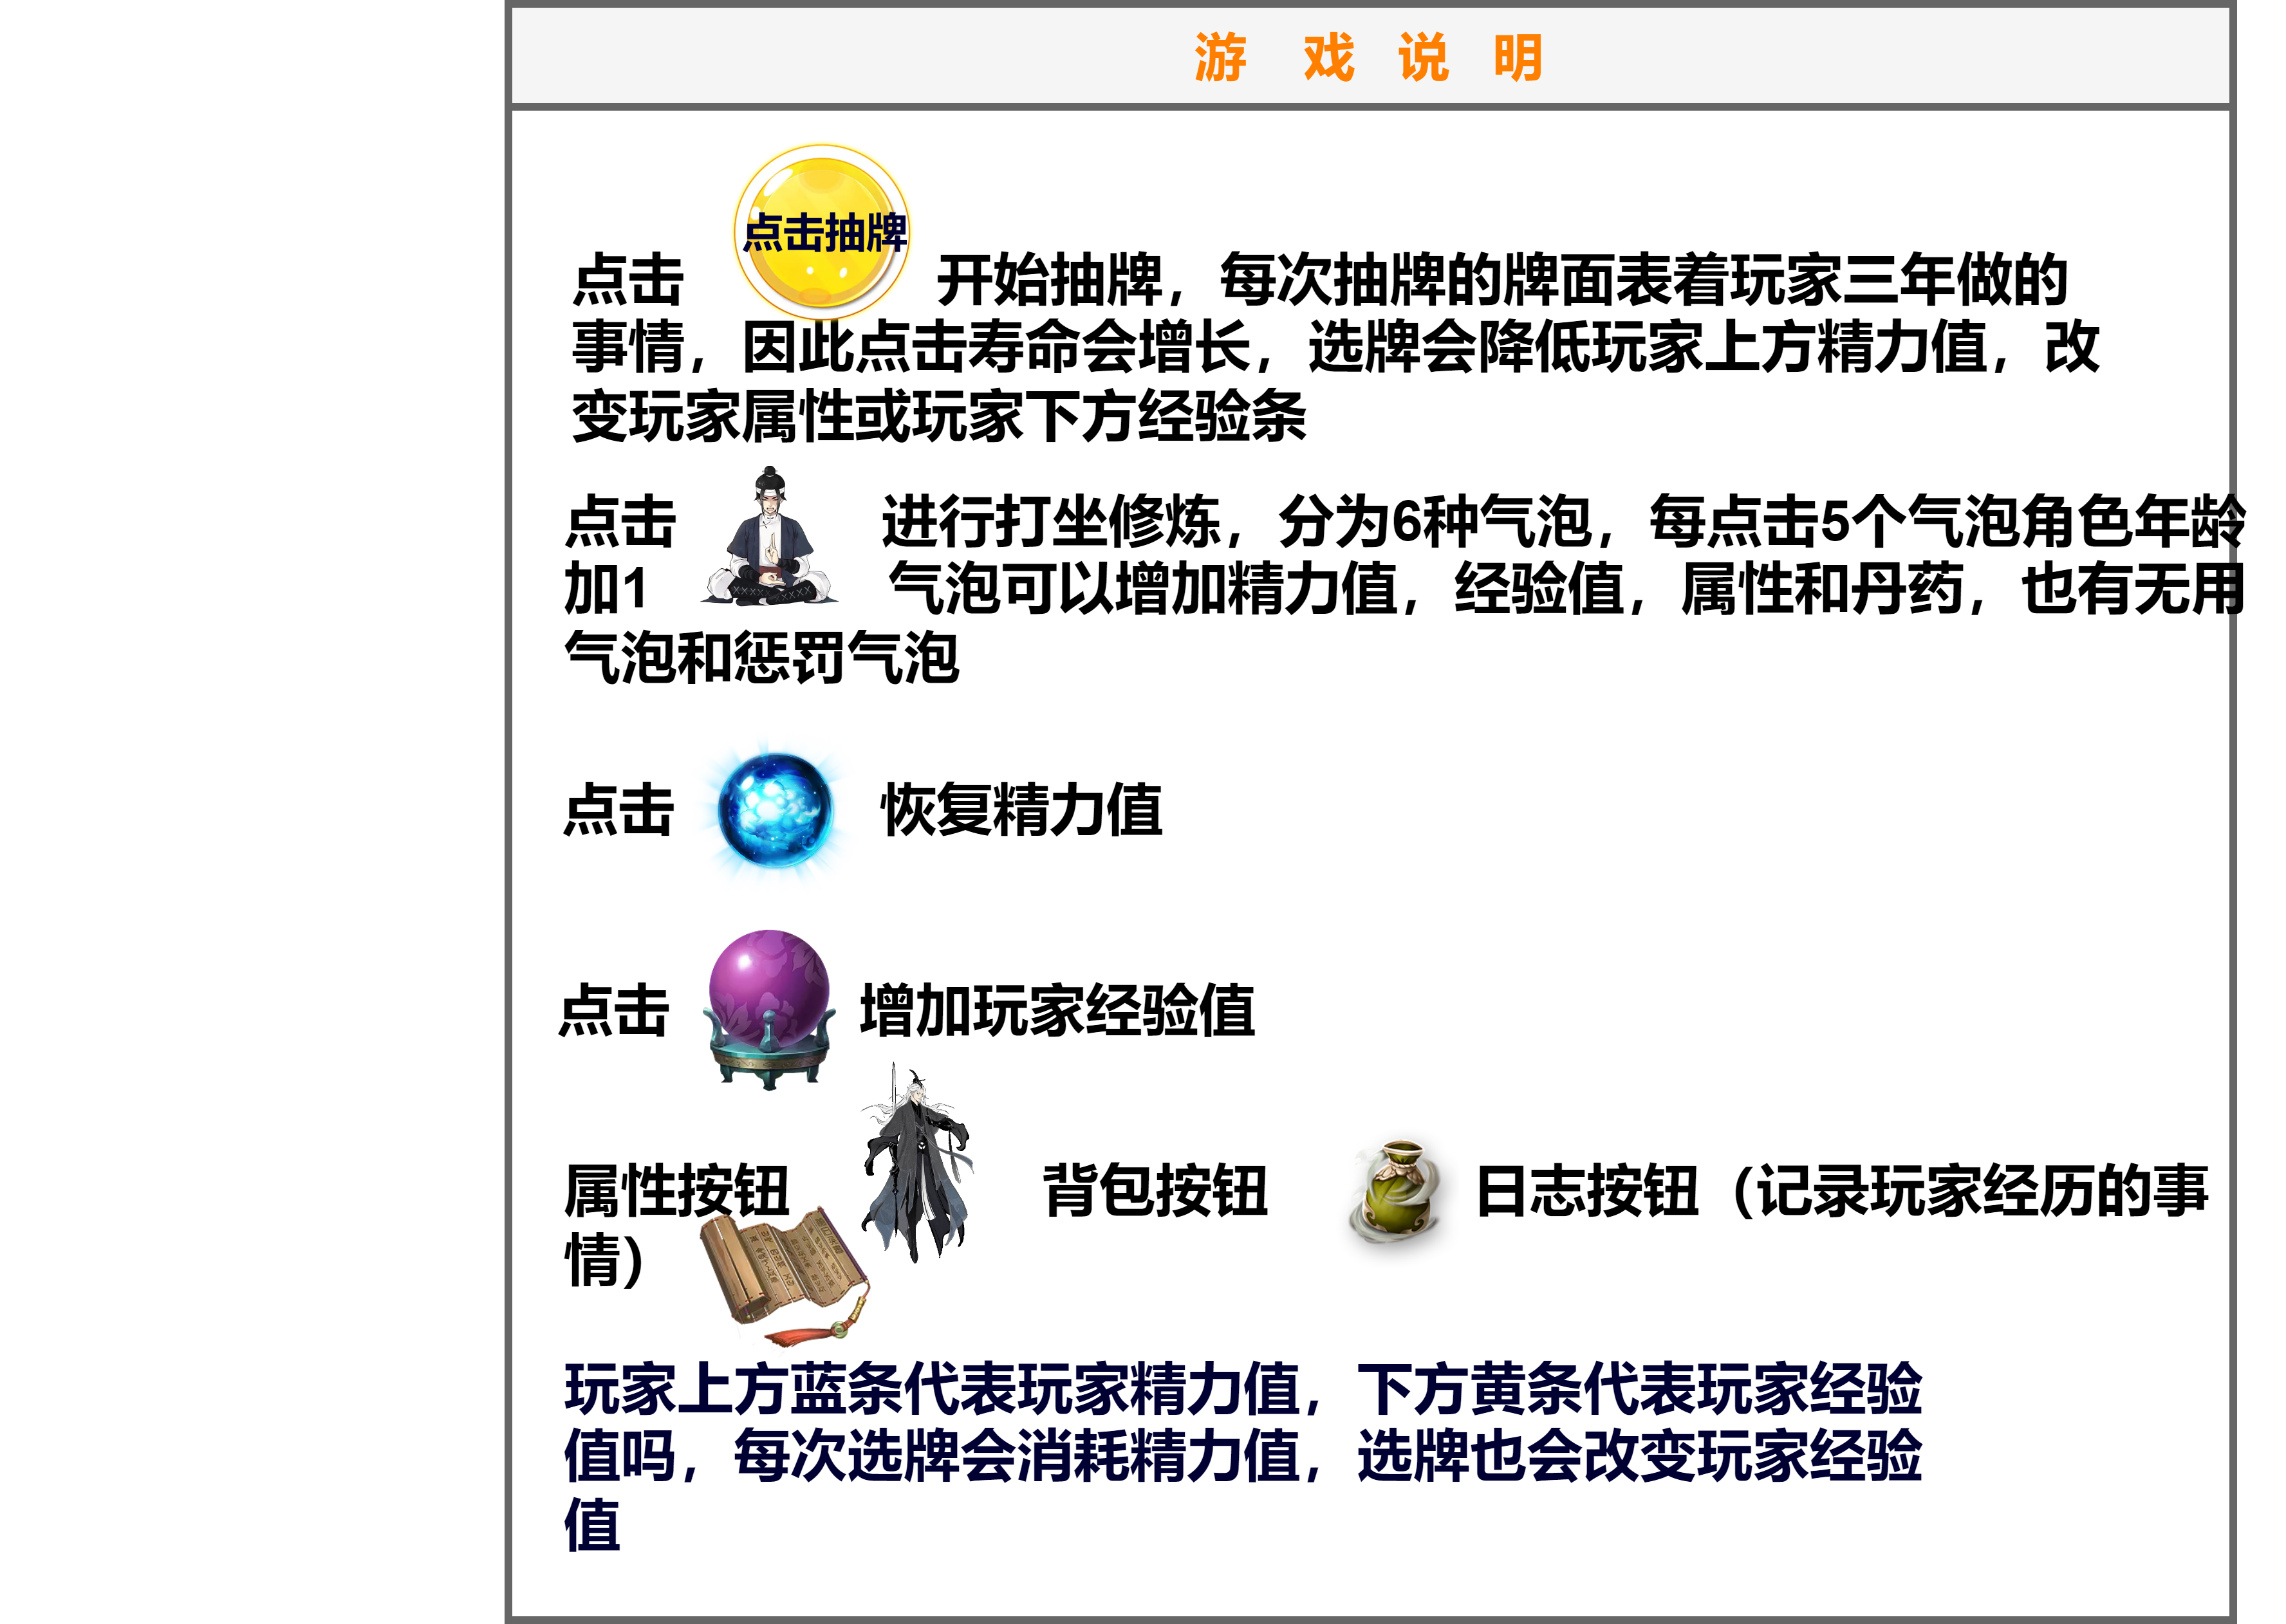 游 戏 说 明
点击抽牌
点击 开始抽牌，每次抽牌的牌面表着玩家三年做的
事情，因此点击寿命会增长，选牌会降低玩家上方精力值，改
变玩家属性或玩家下方经验条
点击 进行打坐修炼，分为6种气泡，每点击5个气泡角色年龄
加1 气泡可以增加精力值，经验值，属性和丹药，也有无用
气泡和惩罚气泡
点击 恢复精力值
点击 增加玩家经验值
属性按钮 背包按钮 日志按钮（记录玩家经历的事
情）
玩家上方蓝条代表玩家精力值，下方黄条代表玩家经验
值吗，每次选牌会消耗精力值，选牌也会改变玩家经验
值